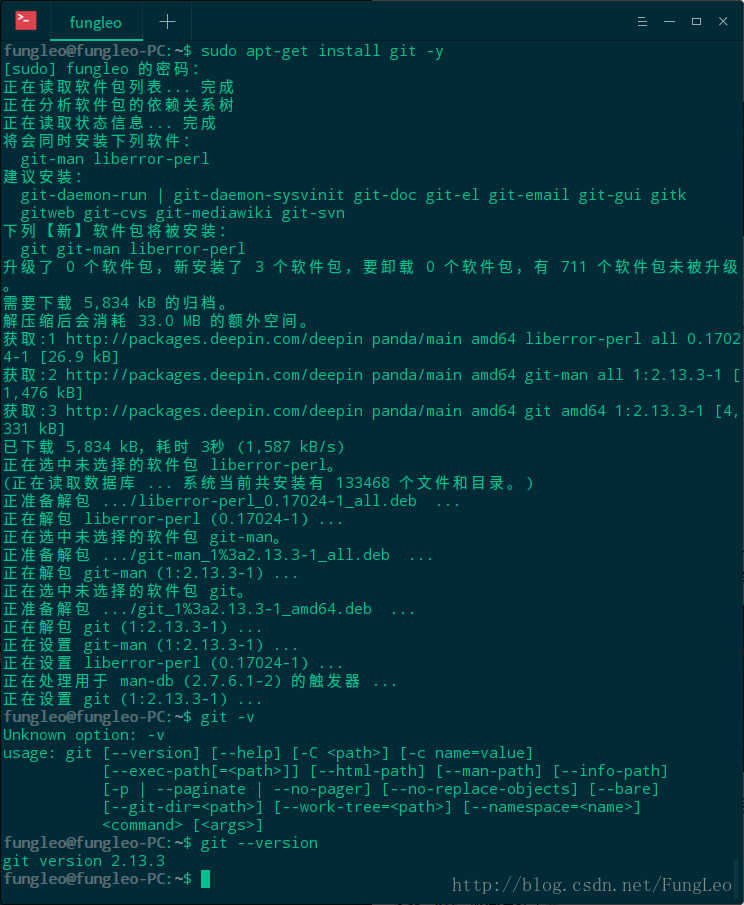 fungleo
fungleo@fungleo-PC:~$ sudo apt-get install git -y
[sudo] fungleo 的密码：
正在读取软件包列表... 完成
正在分析软件包的依赖关系树
正在读取状态信息... 完成
将会同时安装下列软件：
  git-man liberror-perl
建议安装：
  git-daemon-run | git-daemon-sysvinit git-doc git-el git-email git-gui gitk
  gitweb git-cvs git-mediawiki git-svn
下列【新】软件包将被安装：
  git git-man liberror-perl
升级了 0 个软件包，新安装了 3 个软件包，要卸载 0 个软件包，有 711 个软件包未被升级
。
需要下载 5,834 kB 的归档。
解压缩后会消耗 33.0 MB 的额外空间。
获取:1 http://packages.deepin.com/deepin panda/main amd64 liberror-perl all 0.1702
4-1 [26.9 kB]
获取:2 http://packages.deepin.com/deepin panda/main amd64 git-man all 1:2.13.3-1 [
1,476 kB]
获取:3 http://packages.deepin.com/deepin panda/main amd64 git amd64 1:2.13.3-1 [4,
331 kB]
已下载 5,834 kB，耗时 3秒 (1,587 kB/s)
正在选中未选择的软件包 liberror-perl。
(正在读取数据库 ... 系统当前共安装有 133468 个文件和目录。)
正准备解包 .../liberror-perl_0.17024-1_all.deb  ...
正在解包 liberror-perl (0.17024-1) ...
正在选中未选择的软件包 git-man。
正准备解包 .../git-man_1%3a2.13.3-1_all.deb  ...
正在解包 git-man (1:2.13.3-1) ...
正在选中未选择的软件包 git。
正准备解包 .../git_1%3a2.13.3-1_amd64.deb  ...
正在解包 git (1:2.13.3-1) ...
正在设置 git-man (1:2.13.3-1) ...
正在设置 liberror-perl (0.17024-1) ...
正在处理用于 man-db (2.7.6.1-2) 的触发器 ...
正在设置 git (1:2.13.3-1) ...
fungleo@fungleo-PC:~$ git -v
Unknown option: -v
usage: git [--version] [--help] [-C <path>] [-c name=value]
           [--exec-path[=<path>]] [--html-path] [--man-path] [--info-path]
           [-p | --paginate | --no-pager] [--no-replace-objects] [--bare]
           [--git-dir=<path>] [--work-tree=<path>] [--namespace=<name>]
           <command> [<args>]
fungleo@fungleo-PC:~$ git --version
git version 2.13.3
fungleo@fungleo-PC:~$
http://blog.csdn.net/FungLeo